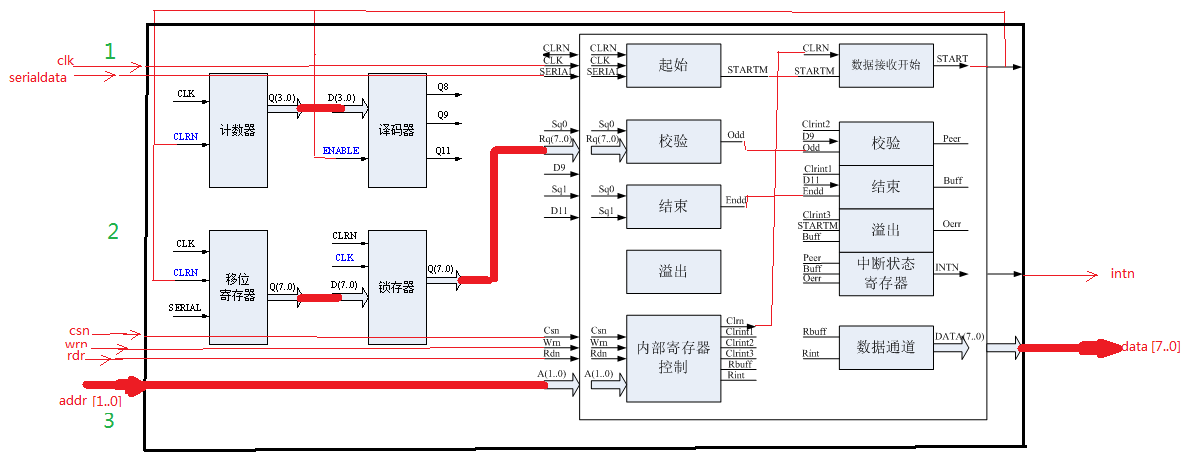 1
clk
serialdata
CLK
CLRN
计数器
Q(3..0)
D(3..0)
ENABLE
译码器
Q8
Q9
Q11
2
CLK
CLRN
SERIAL
移位
寄存器
Q(7..0)
CLRN
CLK
D(7..0)
锁存器
Q(7..0)
csn
wrn
rdr
addr [1..0]
3
CLRN
CLK
SERIAL
Sq0
Rq(7..0)
D9
Sq1
D11
Csn
Wrn
Rdn
A(1..0)
CLRN
CLK
SERIAL
起始
STARTM
Sq0
Rq(7..0)
校验
Odd
Sq0
Sq1
结束
Endd
溢出
Csn
Wrn
Rdn
A(1..0)
内部寄存器
控制
Clrn
Clrint1
Clrint2
Clrint3
Rbuff
Rint
CLRN
STARTM
数据接收开始
START
Clrint2
D9
Odd
校验
Peer
Clrint1
D11
Endd
结束
Buff
Clrint3
STARTM
Buff
溢出
Oerr
Peer
Buff
Oerr
中断状态
寄存器
INTN
Rbuff
Rint
数据通道
DATA(7..0)
intn
data [7..0]